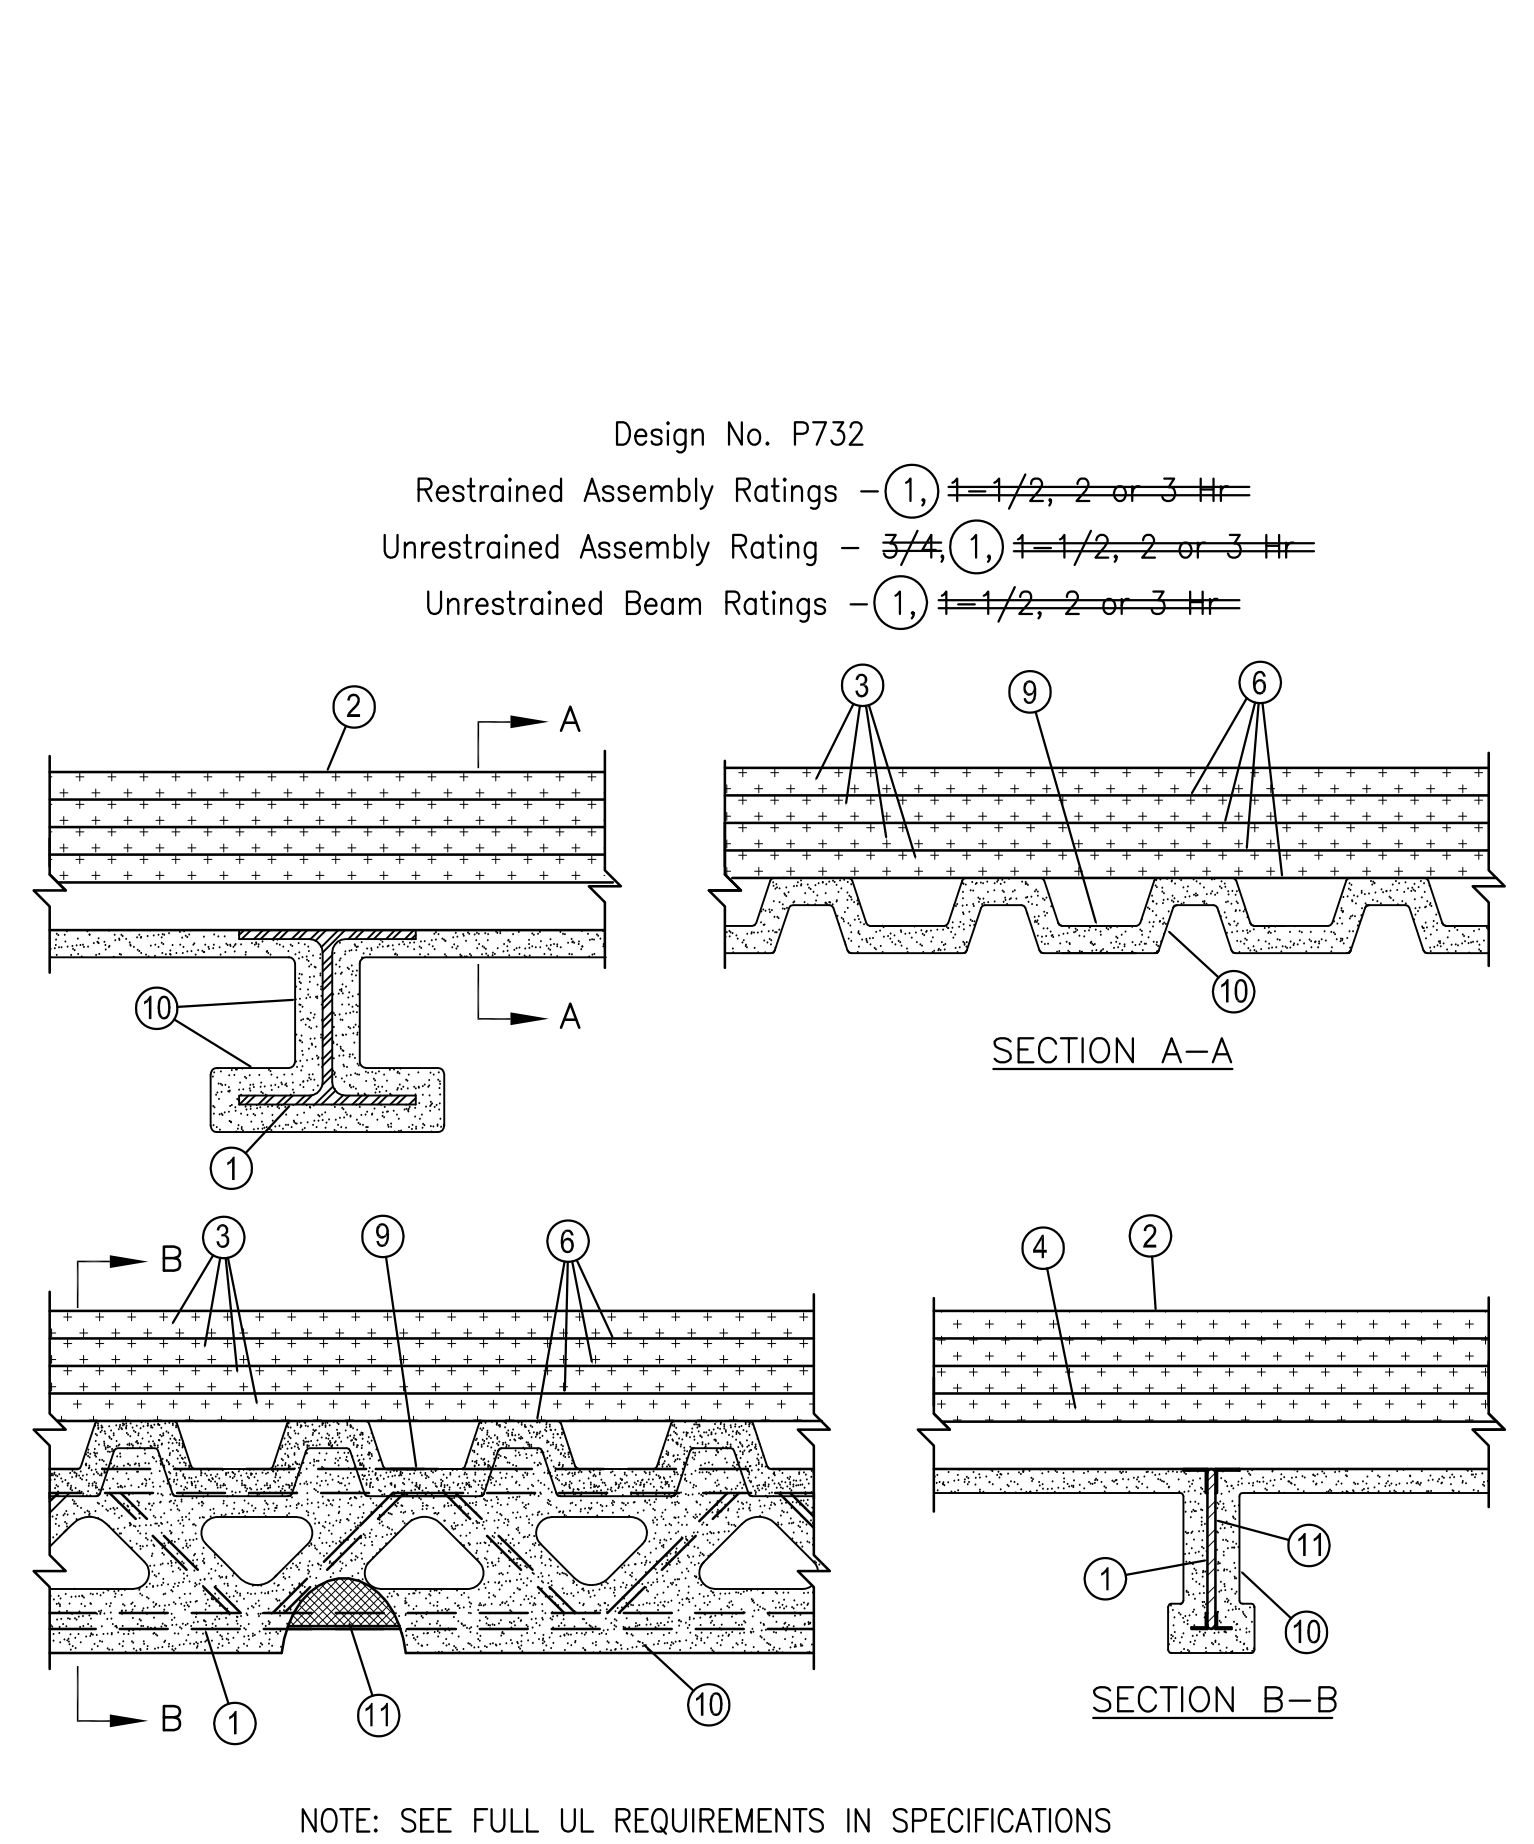 Design No. P732
Restrained Assembly Ratings - 1, 1-1/2, 2 or 3 Hr
Unrestrained Assembly Rating - 3/4, 1, 1-1/2, 2 or 3 Hr
Unrestrained Beam Ratings - 1, 1-1/2, 2 or 3 Hr
2
A
3
9
6
10
A
10
SECTION A-A
1
B
3
9
6
4
2
11
1
10
B
1
11
10
SECTION B-B
NOTE: SEE FULL UL REQUIREMENTS IN SPECIFICATIONS